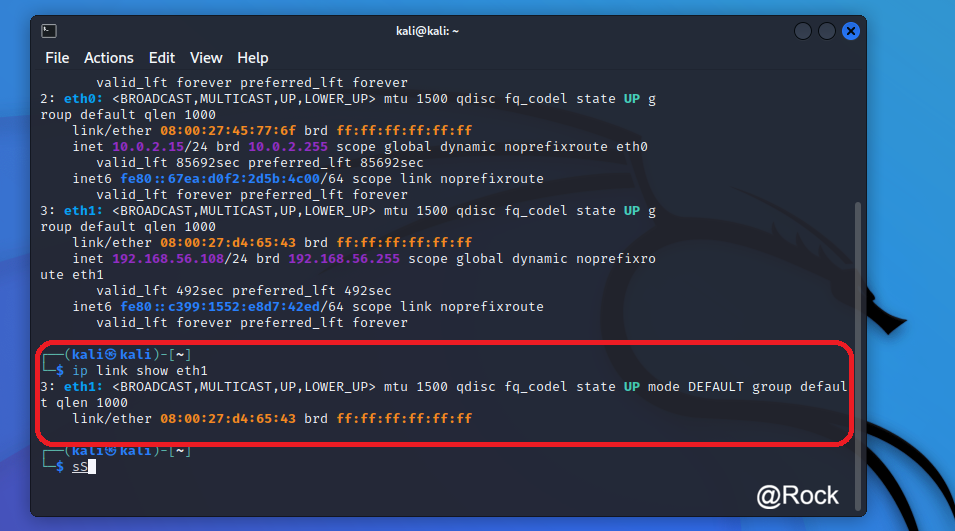 kali@kali: ~
File Actions Edit View Help
valid_lft forever preferred_lft forever
2: eth0: <BROADCAST,MULTICAST,UP,LOWER_UP> mtu 1500 qdisc fq_codel state UP g
roup default qlen 1000
link/ether 08:00:27:45:77:6f brd ff:ff:ff:ff:ff:ff
inet 10.0.2.15/24 brd 10.0.2.255 scope global dynamic noprefixroute eth0
valid_lft 85692sec preferred_lft 85692sec
inet6 fe80::67ea:d0f2:2d5b:4c00/64 scope link noprefixroute
valid_lft forever preferred_lft forever
3: eth1: <BROADCAST,MULTICAST,UP,LOWER_UP> mtu 1500 qdisc fq_codel state UP g
roup default qlen 1000
link/ether 08:00:27:d4:65:43 brd ff:ff:ff:ff:ff:ff
inet 192.168.56.108/24 brd 192.168.56.255 scope global dynamic noprefixro
ute eth1
valid_lft 492sec preferred_lft 492sec
inet6 fe80::c399:1552:e8d7:42ed/64 scope link noprefixroute
valid_lft forever preferred_lft forever
┌──(kali㉿kali)-[~]
└─$ ip link show eth1
3: eth1: <BROADCAST,MULTICAST,UP,LOWER_UP> mtu 1500 qdisc fq_codel state UP mode DEFAULT group defaul
t qlen 1000
link/ether 08:00:27:d4:65:43 brd ff:ff:ff:ff:ff:ff
┌──(kali㉿kali)-[~]
└─$ sS
@Rock